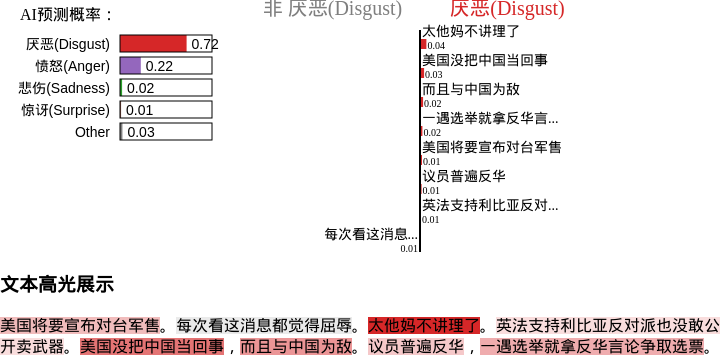 AI预测概率：
厌恶(Disgust) 0.72
愤怒(Anger) 0.22
悲伤(Sadness) 0.02
惊讶(Surprise) 0.01
Other 0.03
非 厌恶(Disgust) 厌恶(Disgust)
太他妈不讲理了
0.04
美国没把中国当回事
0.03
而且与中国为敌
0.02
一遇选举就拿反华言...
0.02
美国将要宣布对台军售
0.01
议员普遍反华
0.01
英法支持利比亚反对...
0.01
每次看这消息...
0.01
文本高光展示
美国将要宣布对台军售。每次看这消息都觉得屈辱。太他妈不讲理了。英法支持利比亚反对派也没敢公
开卖武器。美国没把中国当回事，而且与中国为敌。议员普遍反华，一遇选举就拿反华言论争取选票。